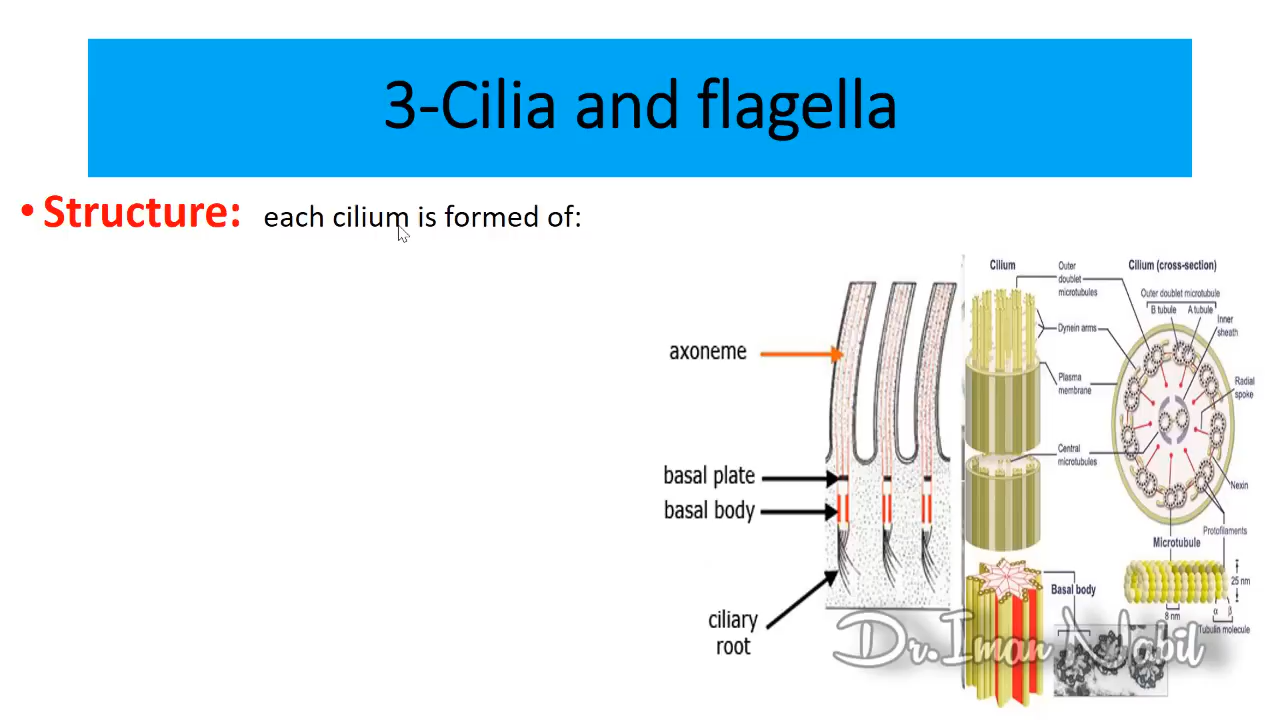 3-Cilia and flagella
• Structure: each cilium is formed of:
axoneme
basal plate
basal body
ciliary
root
Cilium
Outer
doublet
microtubules
Dynein arms
Plasma
membrane
Central
microtubules
Basal body
Cilium (cross-section)
Outer doublet microtubule
B tubule A tubule
Inner
sheath
Radial
spoke
Nexin
Protofilaments
Microtubule
25 nm
8 nm
α β
Tubulin molecule
Dr.Iman Nabil